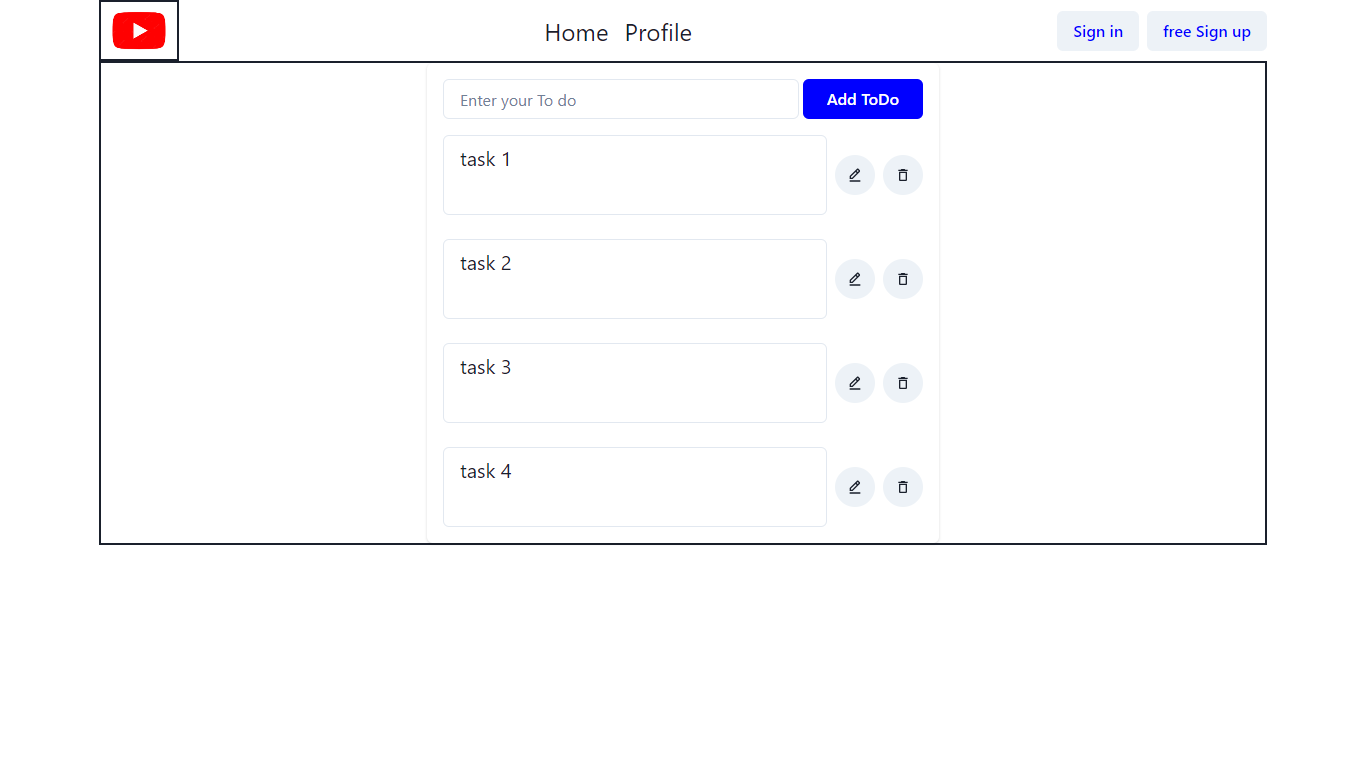 Home Profile
Sign in
free Sign up
Enter your To do
Add ToDo
task 1
task 2
task 3
task 4